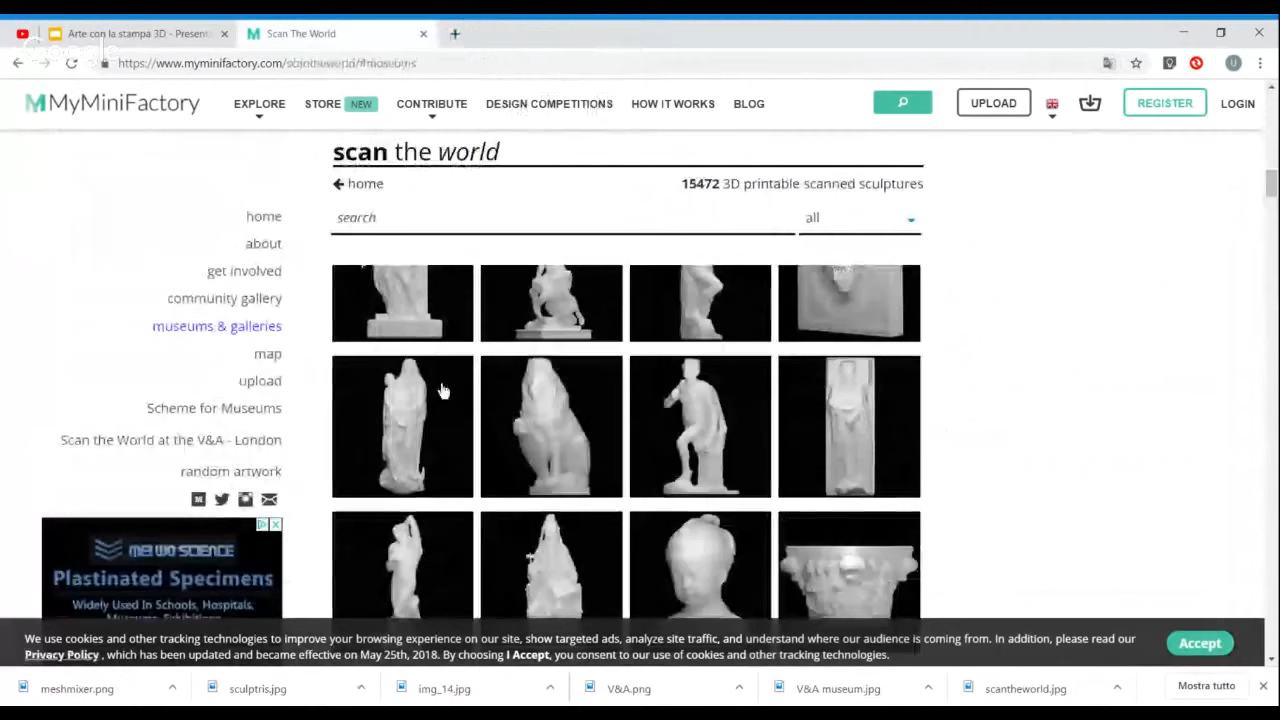 Arte con la stampa 3D - Present
Scan The World
Google
https://www.myminifactory.com/scantheworld/#museums
U
MyMiniFactory
EXPLORE
STORE NEW
CONTRIBUTE
DESIGN COMPETITIONS
HOW IT WORKS
BLOG
UPLOAD
REGISTER
LOGIN
scan the world
home
15472 3D printable scanned sculptures
search
all
home
about
get involved
community gallery
museums & galleries
map
upload
Scheme for Museums
Scan the World at the V&A - London
random artwork
Plastinated Specimens
Widely Used In Schools, Hospitals,
We use cookies and other tracking technologies to improve your browsing experience on our site, show targeted ads, analyze site traffic, and understand where our audience is coming from. In addition, please read our
Privacy Policy , which has been updated and became effective on May 25th, 2018. By choosing I Accept, you consent to our use of cookies and other tracking technologies.
Accept
meshmixer.png
sculptris.jpg
img_14.jpg
V&A.png
V&A museum.jpg
scantheworld.jpg
Mostra tutto